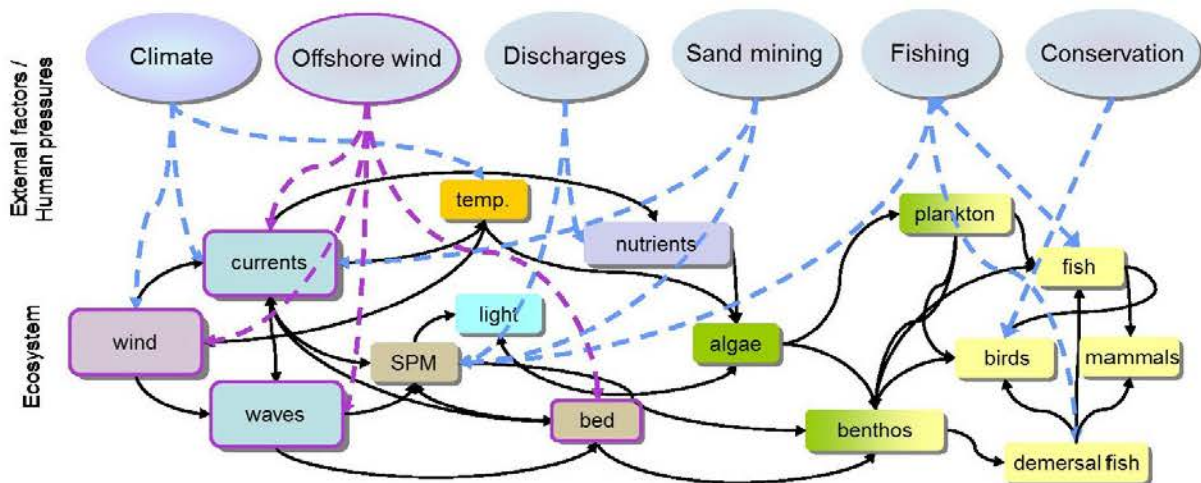 Climate
Offshore wind
Discharges
Sand mining
Fishing
Conservation
External factors /
Human pressures
temp.
plankton
nutrients
currents
fish
light
wind
algae
SPM
birds
mammals
waves
bed
benthos
demersal fish
Ecosystem